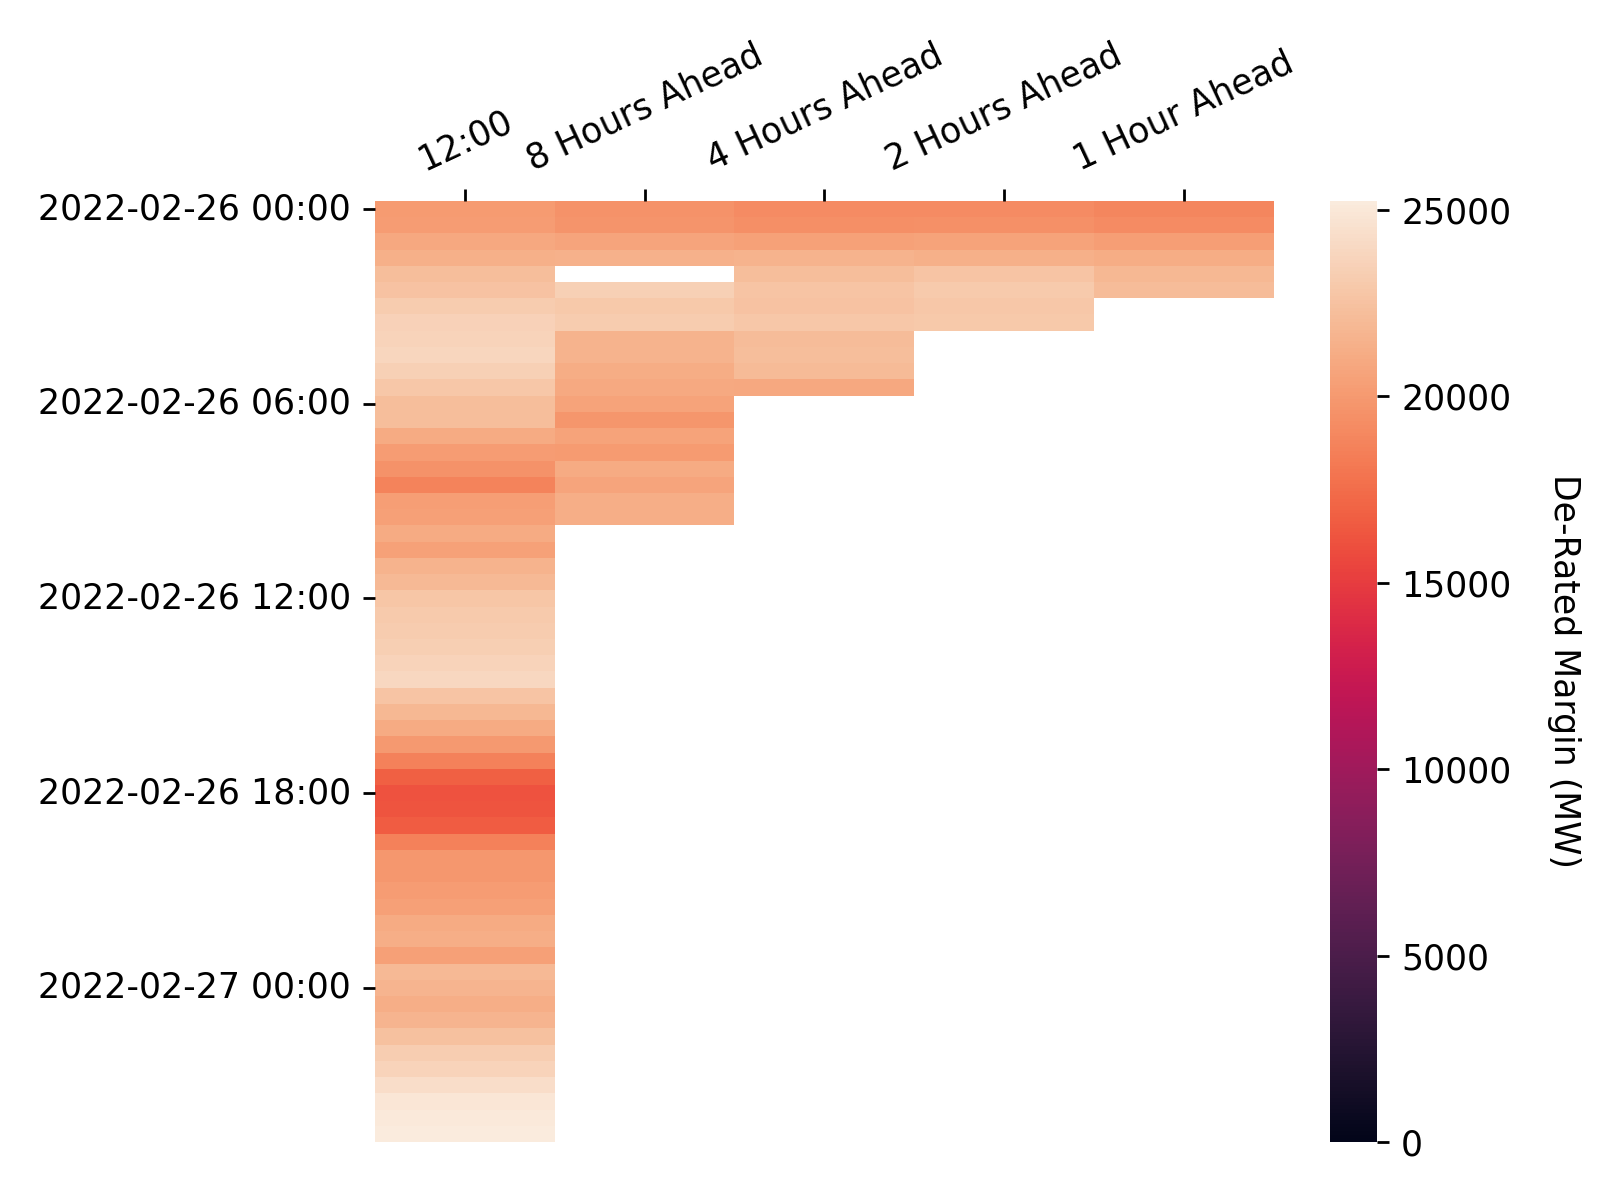 12:00
8 Hours Ahead
4 Hours Ahead
2 Hours Ahead
1 Hour Ahead
2022-02-26 00:00
2022-02-26 06:00
2022-02-26 12:00
2022-02-26 18:00
2022-02-27 00:00
25000
20000
15000
10000
5000
0
De-Rated Margin (MW)